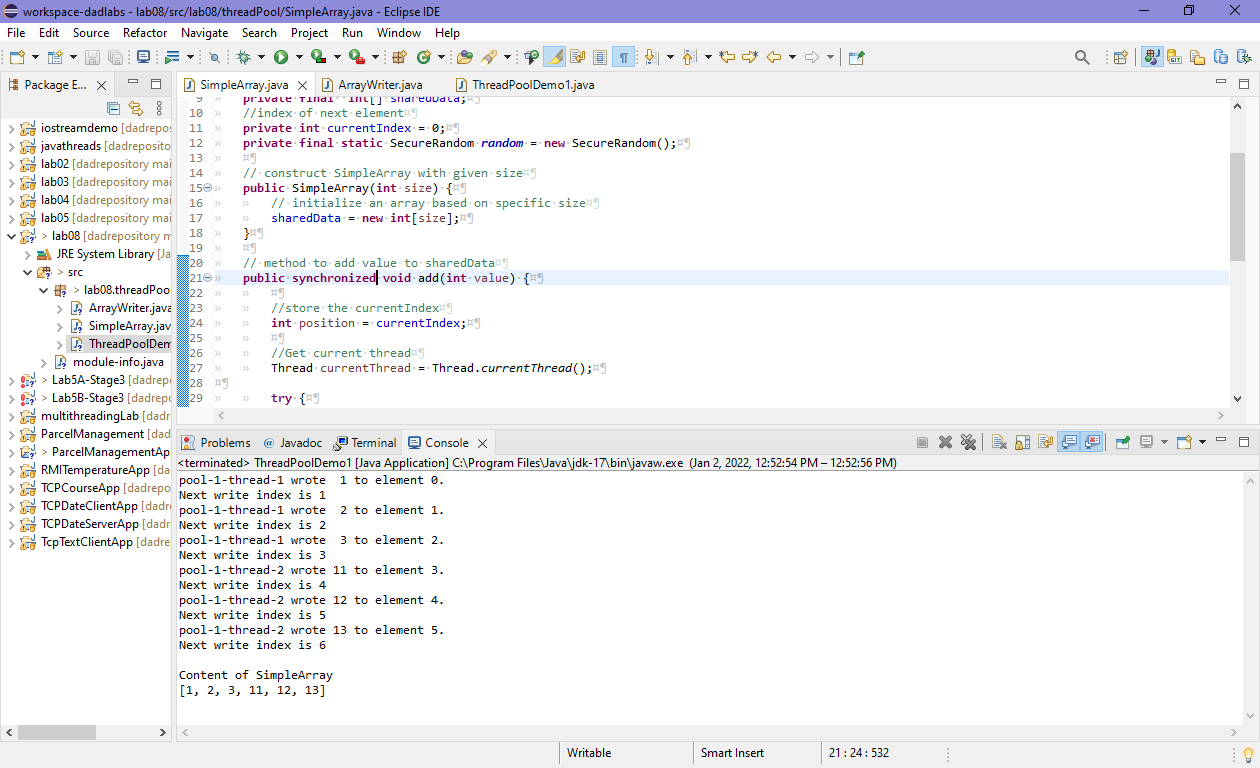 workspace-dadlabs - lab08/src/lab08/threadPool/SimpleArray.java - Eclipse IDE
File Edit Source Refactor Navigate Search Project Run Window Help
Package E...
SimpleArray.java ArrayWriter.java ThreadPoolDemo1.java
iostreamdemo [dadrepos
javathreads [dadreposito
lab02 [dadrepository mai
lab03 [dadrepository mai
lab04 [dadrepository mai
lab05 [dadrepository mai
> lab08 [dadrepository m
JRE System Library [Ja
> src
> lab08.threadPoo
ArrayWriter.java
SimpleArray.jav
ThreadPoolDem
module-info.java
> Lab5A-Stage3 [dadrep
> Lab5B-Stage3 [dadrep
multithreadingLab [dadr
ParcelManagement [dad
> ParcelManagementAp
RMITemperatureApp [d
TCPCourseApp [dadrep
TCPDateClientApp [dadr
TCPDateServerApp [dadr
TcpTextClientApp [dadre
9 private final int[] sharedData;
10 //index of next element
11 private int currentIndex = 0;
12 private final static SecureRandom random = new SecureRandom();
13
14 // construct SimpleArray with given size
15 public SimpleArray(int size) {
16 // initialize an array based on specific size
17 sharedData = new int[size];
18 }
19
20 // method to add value to sharedData
21 public synchronized void add(int value) {
22
23 //store the currentIndex
24 int position = currentIndex;
25
26 //Get current thread
27 Thread currentThread = Thread.currentThread();
28
29 try {
Problems @ Javadoc Terminal Console
<terminated> ThreadPoolDemo1 [Java Application] C:\Program Files\Java\jdk-17\bin\javaw.exe (Jan 2, 2022, 12:52:54 PM – 12:52:56 PM)
pool-1-thread-1 wrote  1 to element 0.
Next write index is 1
pool-1-thread-1 wrote  2 to element 1.
Next write index is 2
pool-1-thread-1 wrote  3 to element 2.
Next write index is 3
pool-1-thread-2 wrote 11 to element 3.
Next write index is 4
pool-1-thread-2 wrote 12 to element 4.
Next write index is 5
pool-1-thread-2 wrote 13 to element 5.
Next write index is 6
Content of SimpleArray
[1, 2, 3, 11, 12, 13]
Writable Smart Insert 21 : 24 : 532